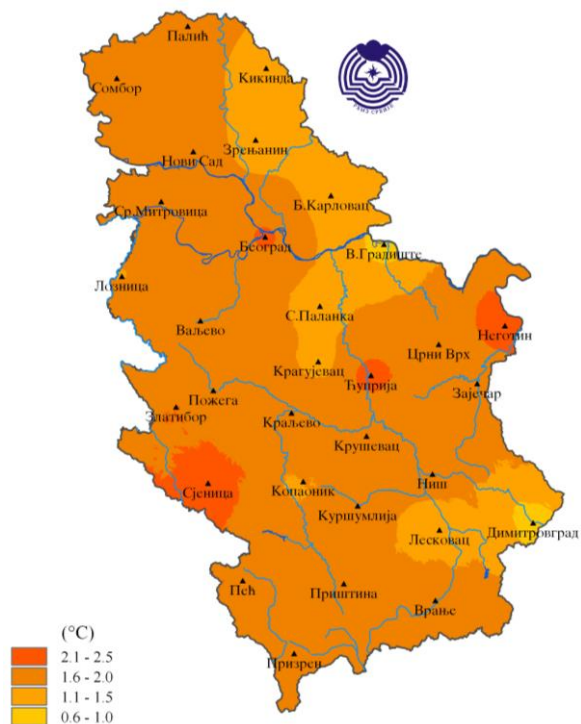 Палић
Кикинда
Сомбор
Зрењанин
Нови Сад
Б.Карловац
Ср.Митровица
Београд
В.Градиште
Лозница
С.Паланка
Ваљево
Неготин
Црни Врх
Крагујевац
Ћуприја
Зајечар
Пожега
Златибор
Краљево
Крушевац
Ниш
Сјеница
Копаоник
Куршумлија
Димитровград
Лесковац
Пећ
Приштина
Врање
Призрен
(°C)
2.1 - 2.5
1.6 - 2.0
1.1 - 1.5
0.6 - 1.0